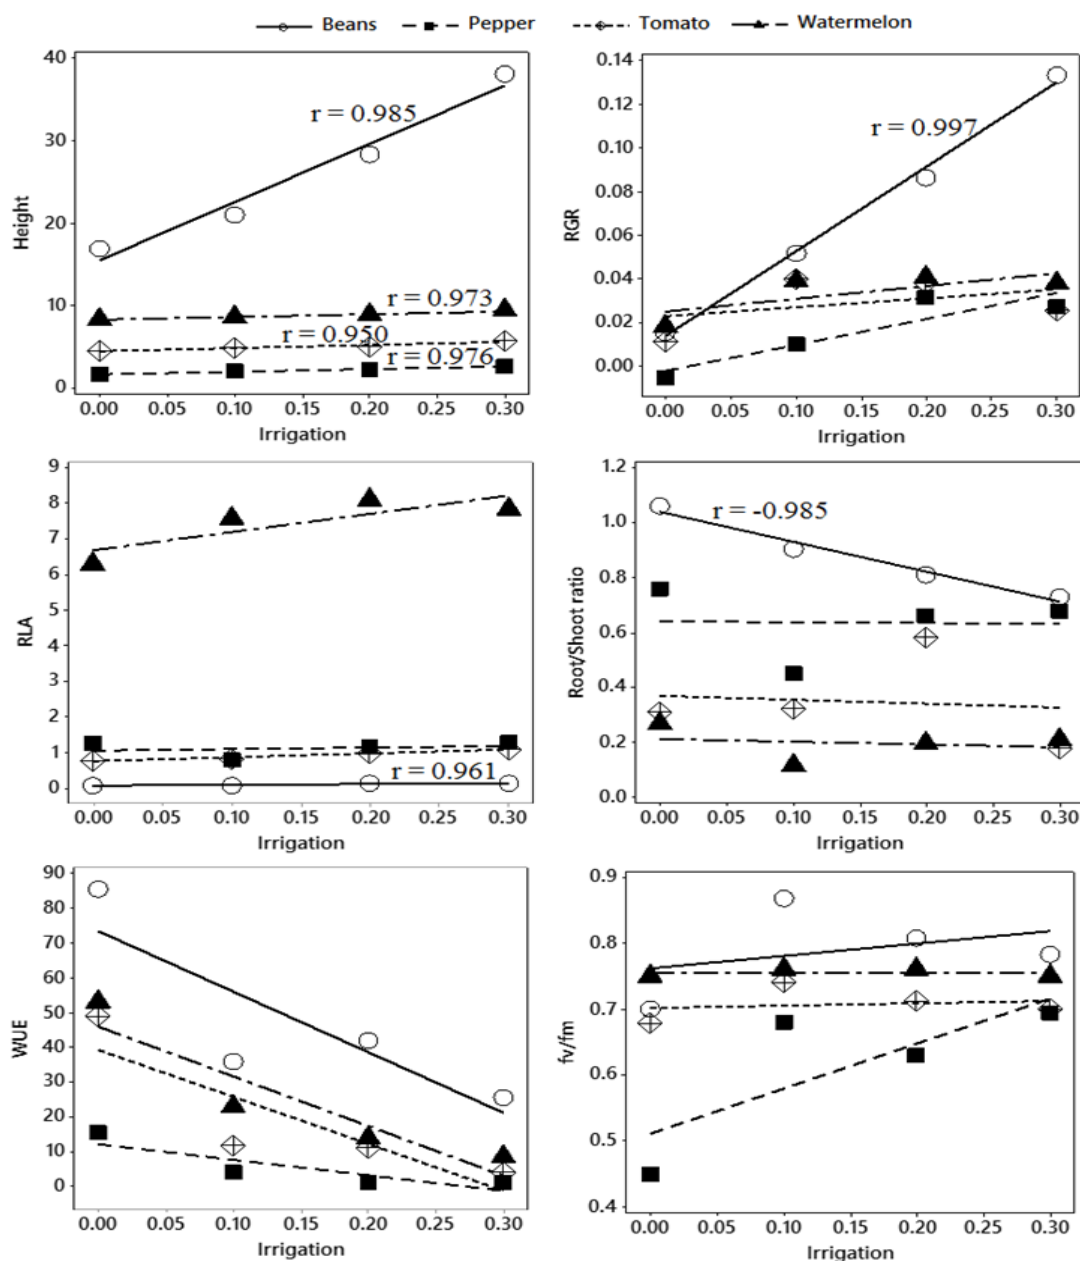 Beans Pepper Tomato Watermelon
Height
40
30
20
10
0
r = 0.985
r = 0.973
r = 0.950
r = 0.976
0.00 0.05 0.10 0.15 0.20 0.25 0.30
Irrigation
RGR
0.14
0.12
0.10
0.08
0.06
0.04
0.02
0.00
r = 0.997
0.00 0.05 0.10 0.15 0.20 0.25 0.30
Irrigation
RLA
9
8
7
6
5
4
3
2
1
0
r = 0.961
0.00 0.05 0.10 0.15 0.20 0.25 0.30
Irrigation
Root/Shoot ratio
1.2
1.0
0.8
0.6
0.4
0.2
0.0
r = -0.985
0.00 0.05 0.10 0.15 0.20 0.25 0.30
Irrigation
WUE
90
80
70
60
50
40
30
20
10
0
0.00 0.05 0.10 0.15 0.20 0.25 0.30
Irrigation
fv/fm
0.9
0.8
0.7
0.6
0.5
0.4
0.00 0.05 0.10 0.15 0.20 0.25 0.30
Irrigation